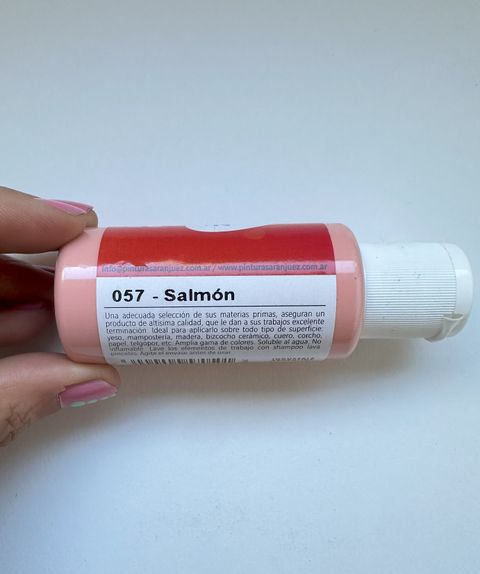 info@pinturasaranjuez.com.ar / www.pinturasaranjuez.com.ar
057 - Salmón
Una adecuada selección de sus materias primas, aseguran un
producto de altísima calidad, que le dan a sus trabajos excelente
terminación. Ideal para aplicarlo sobre todo tipo de superficie:
yeso, mampostería, madera, bizcocho cerámico, cuero, corcho,
papel, telgopor, etc. Amplia gama de colores. Soluble al agua. No
inflamable. Lave los elementos de trabajo con shampoo lava
pinceles. Agite el envase antes de usar.